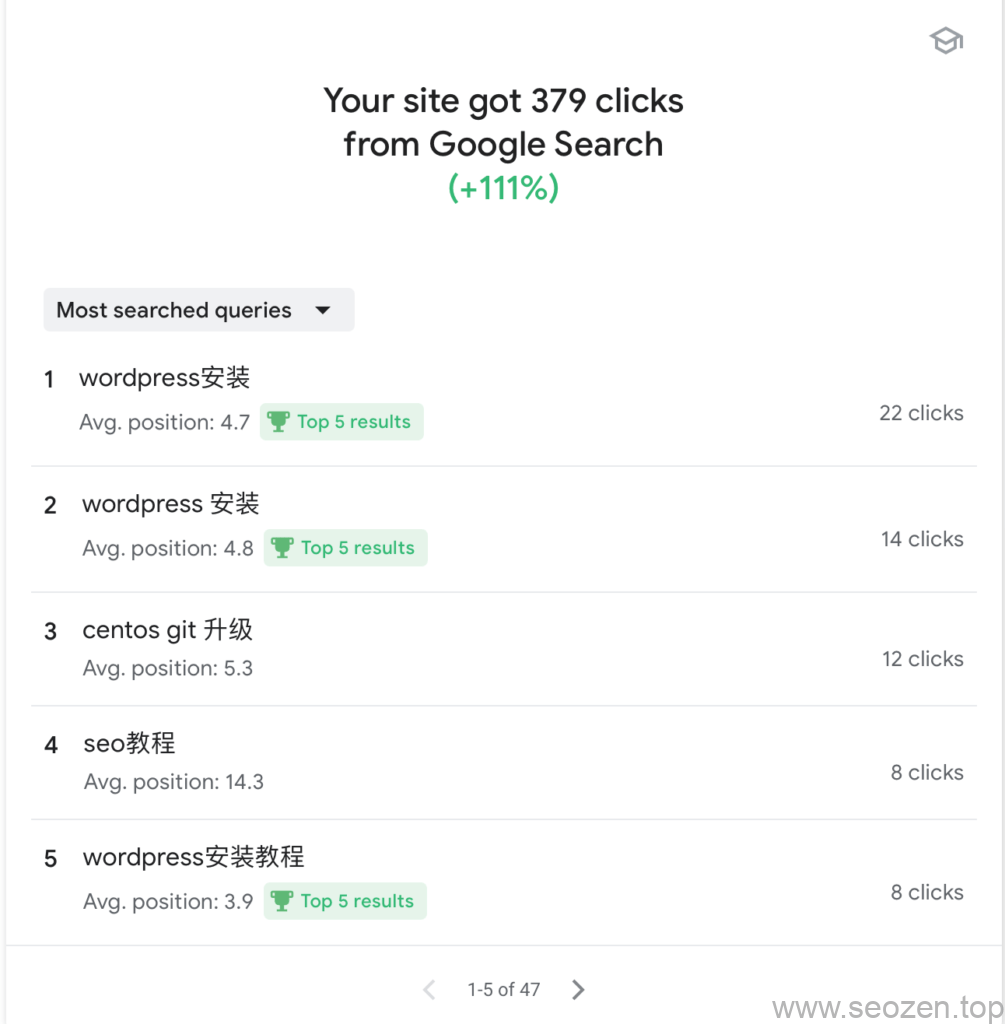 Your site got 379 clicks
from Google Search
(+111%)
Most searched queries
1 wordpress安装
Avg. position: 4.7 Top 5 results
22 clicks
2 wordpress 安装
Avg. position: 4.8 Top 5 results
14 clicks
3 centos git 升级
Avg. position: 5.3
12 clicks
4 seo教程
Avg. position: 14.3
8 clicks
5 wordpress安装教程
Avg. position: 3.9 Top 5 results
8 clicks
1-5 of 47
www.seozen.top